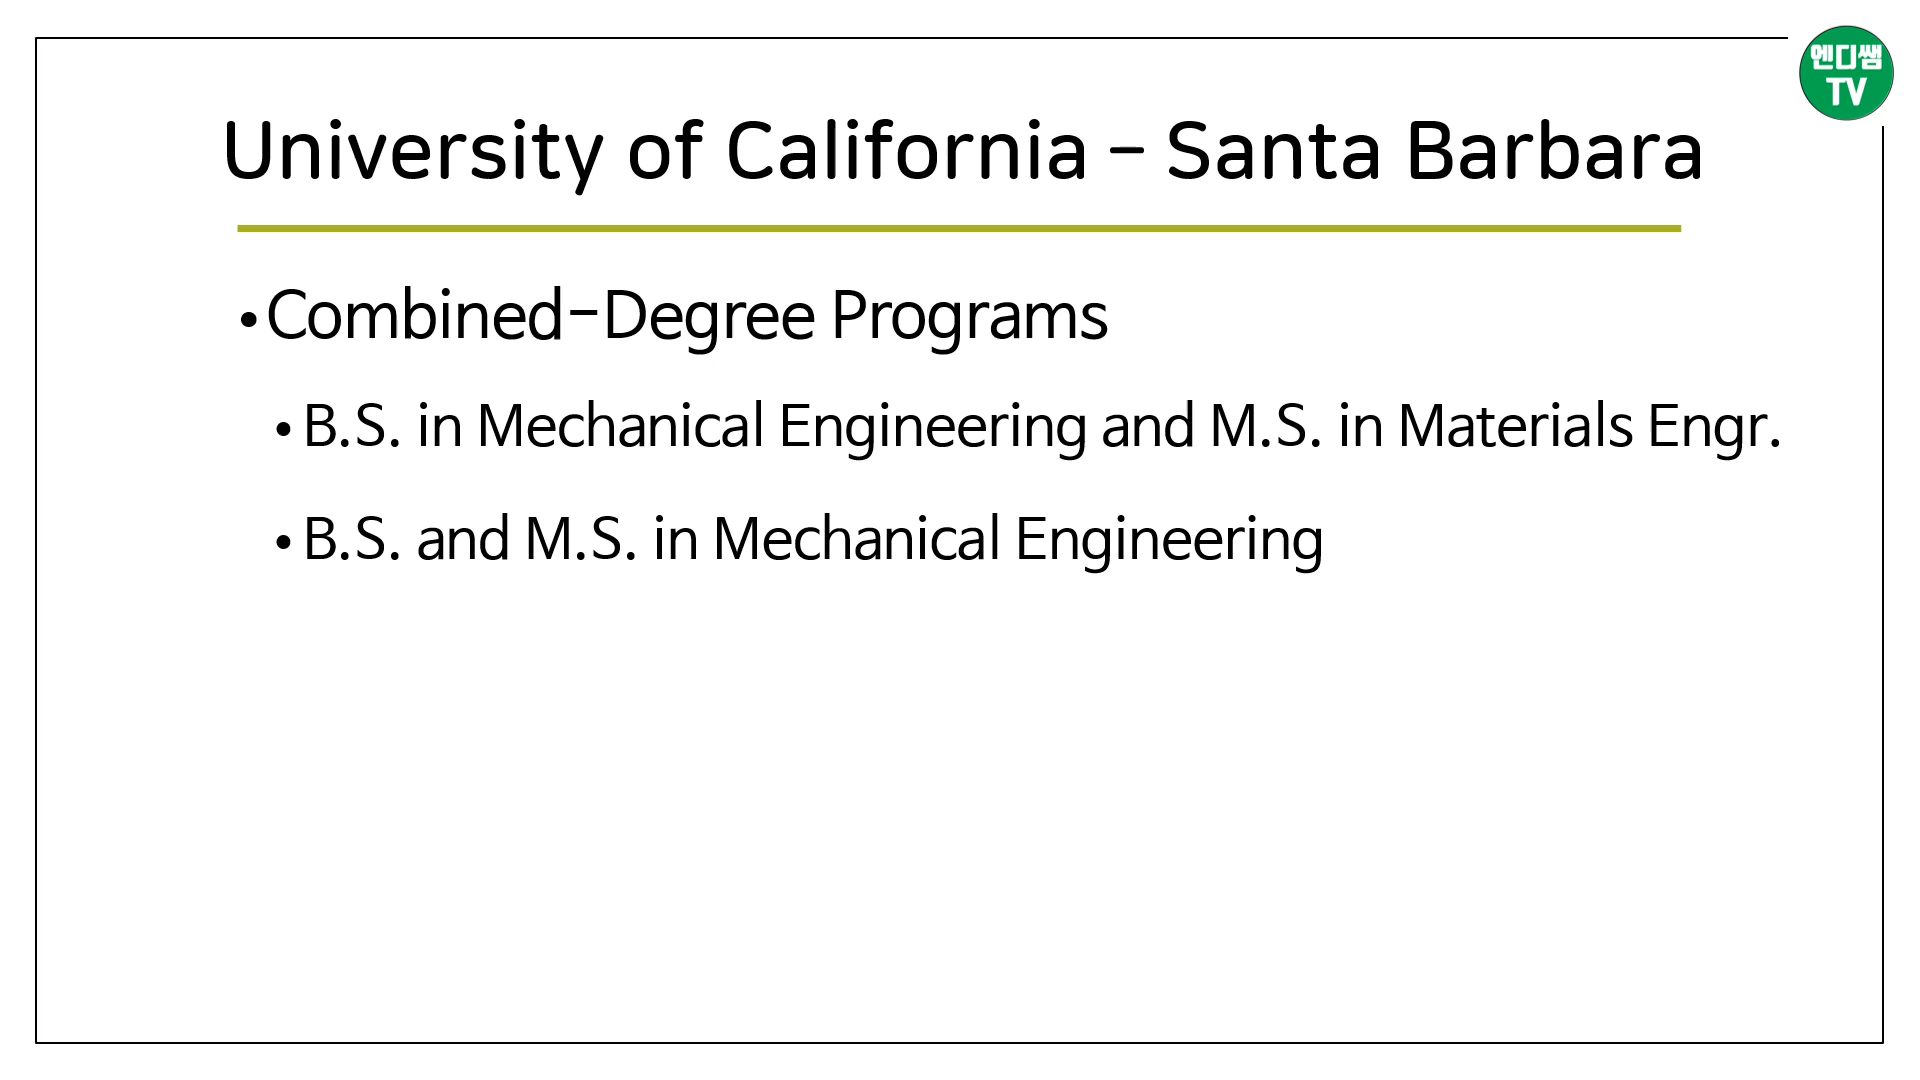 엔디쌤
TV
University of California - Santa Barbara
• Combined-Degree Programs
• B.S. in Mechanical Engineering and M.S. in Materials Engr.
• B.S. and M.S. in Mechanical Engineering